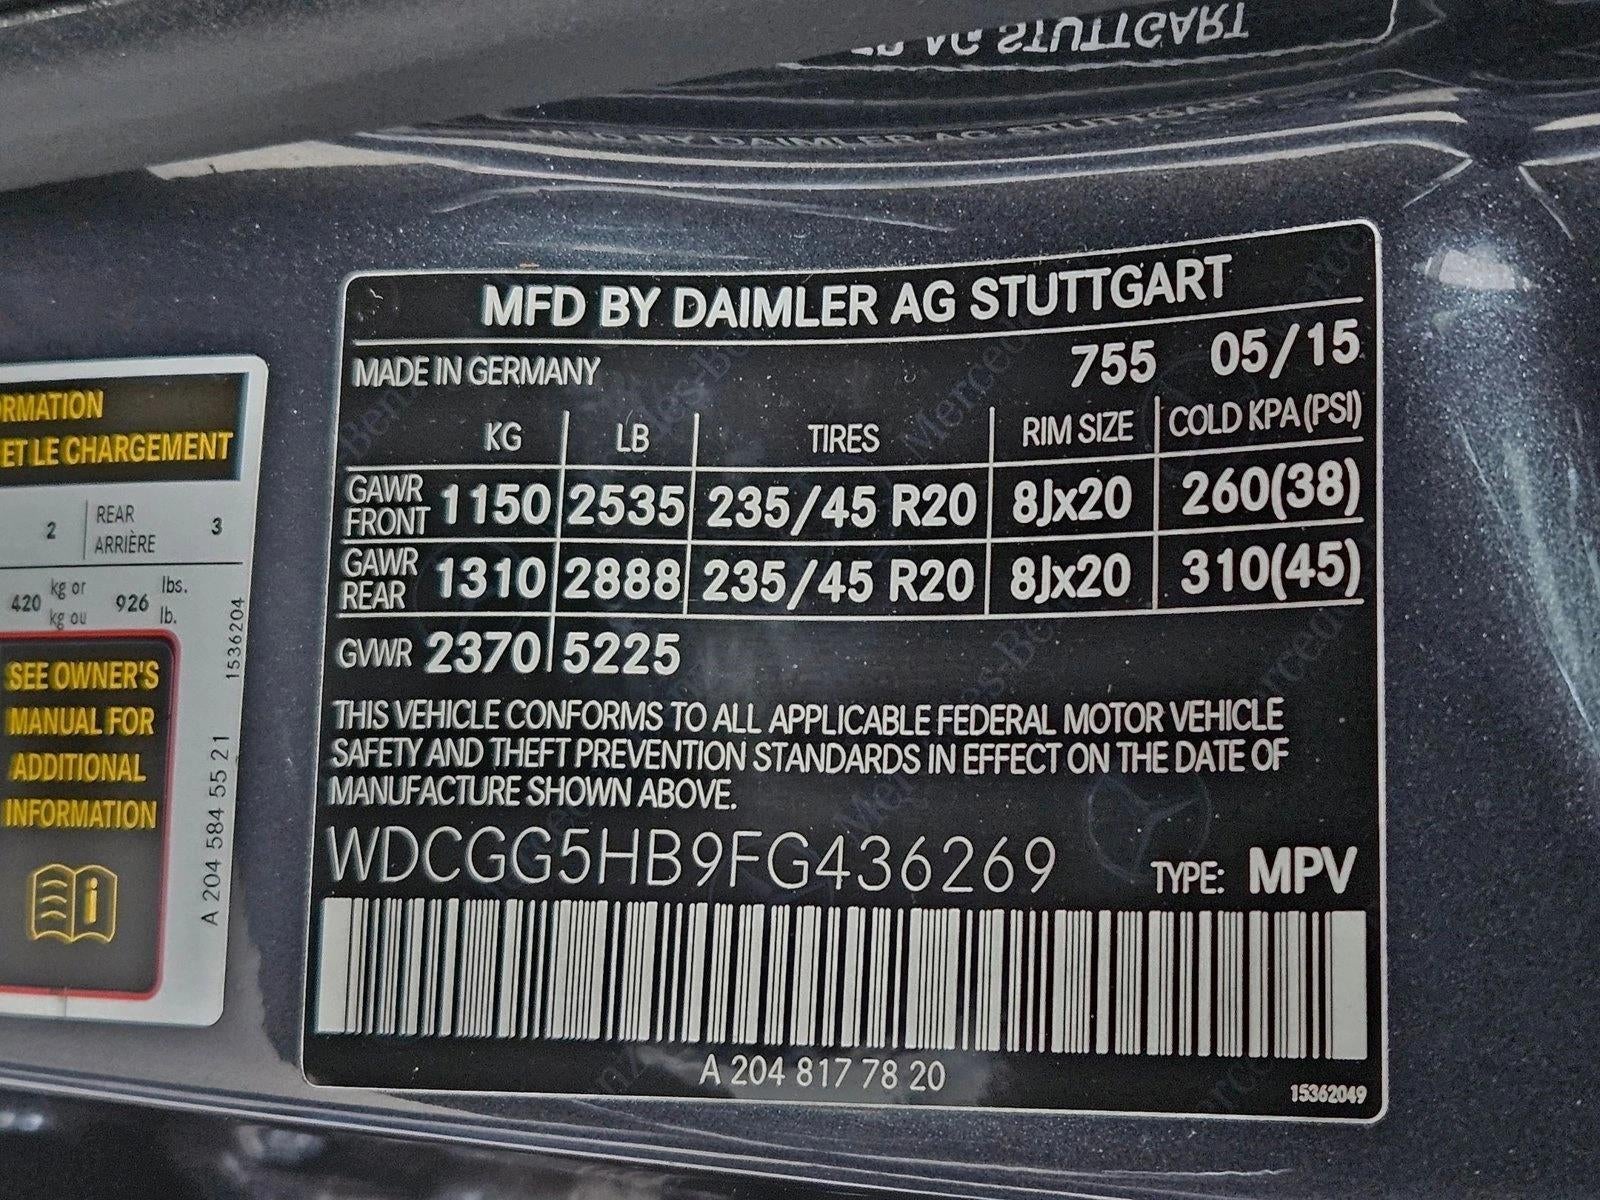 MFD BY DAIMLER AG STUTTGART
MADE IN GERMANY 755 05/15
KG LB TIRES RIM SIZE COLD KPA(PSI)
GAWR FRONT 1150 2535 235/45 R20 8Jx20 260(38)
GAWR REAR 1310 2888 235/45 R20 8Jx20 310(45)
GVWR 2370 5225
THIS VEHICLE CONFORMS TO ALL APPLICABLE FEDERAL MOTOR VEHICLE
SAFETY AND THEFT PREVENTION STANDARDS IN EFFECT ON THE DATE OF
MANUFACTURE SHOWN ABOVE.
WDCGG5HB9FG436269 TYPE: MPV
A 204 817 78 20
15362049
ET LE CHARGEMENT
2 REAR 3
ARRIÈRE
420 kg or 926 lbs.
kg ou lb.
SEE OWNER'S
MANUAL FOR
ADDITIONAL
INFORMATION
A 204 584 55 21 1536204